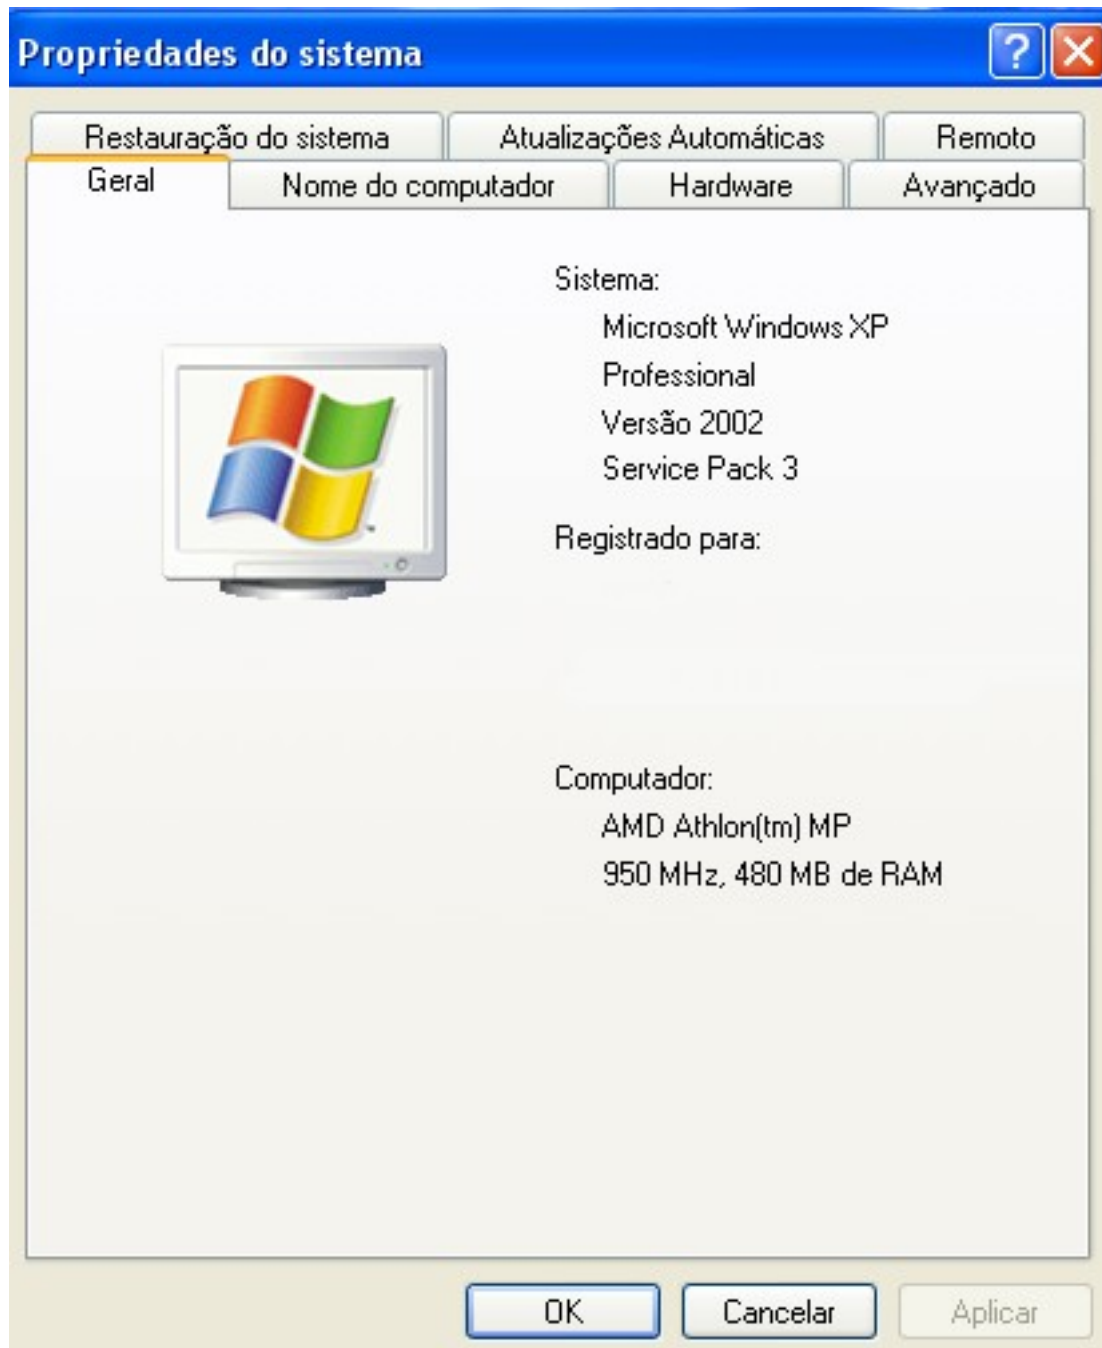 Propriedades do sistema
Restauração do sistema
Atualizações Automáticas
Remoto
Geral
Nome do computador
Hardware
Avançado
Sistema:
Microsoft Windows XP
Professional
Versão 2002
Service Pack 3
Registrado para:
Computador:
AMD Athlon(tm) MP
950 MHz, 480 MB de RAM
OK
Cancelar
Aplicar